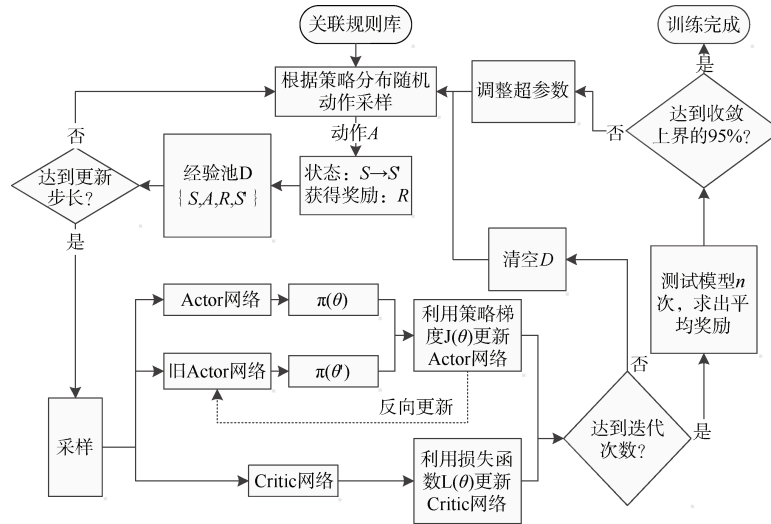 关联规则库
训练完成
是
根据策略分布随机
动作采样
调整超参数
否
达到收敛
上界的95%?
动作A
否
达到更新
步长?
经验池D
{ S,A,R,S' }
状态：S→S'
获得奖励：R
是
清空D
测试模型n
次，求出平
均奖励
Actor网络
π(θ)
利用策略梯
度J(θ)更新
Actor网络
旧Actor网络
π(θ')
否
反向更新
采样
达到迭代
次数?
是
Critic网络
利用损失函
数L(θ)更新
Critic网络